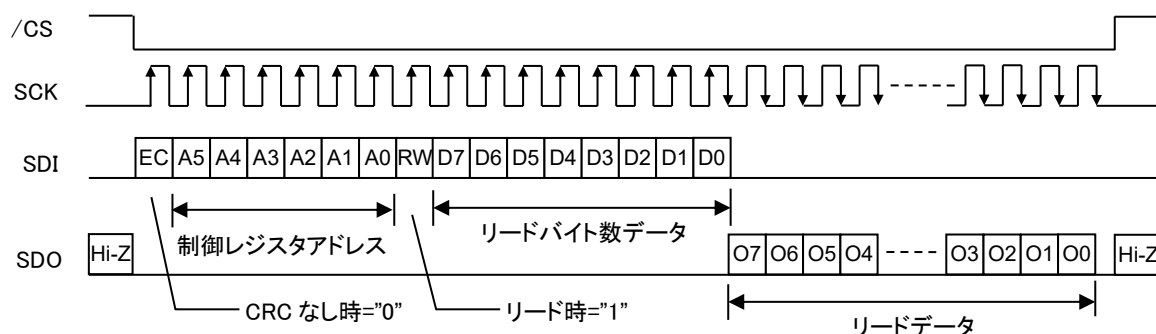 /CS
SCK
SDI
EC A5 A4 A3 A2 A1 A0 RW D7 D6 D5 D4 D3 D2 D1 D0
制御レジスタアドレス
リードバイト数データ
SDO
Hi-Z
O7 O6 O5 O4 O3 O2 O1 O0
Hi-Z
CRC なし時="0"
リード時="1"
リードデータ